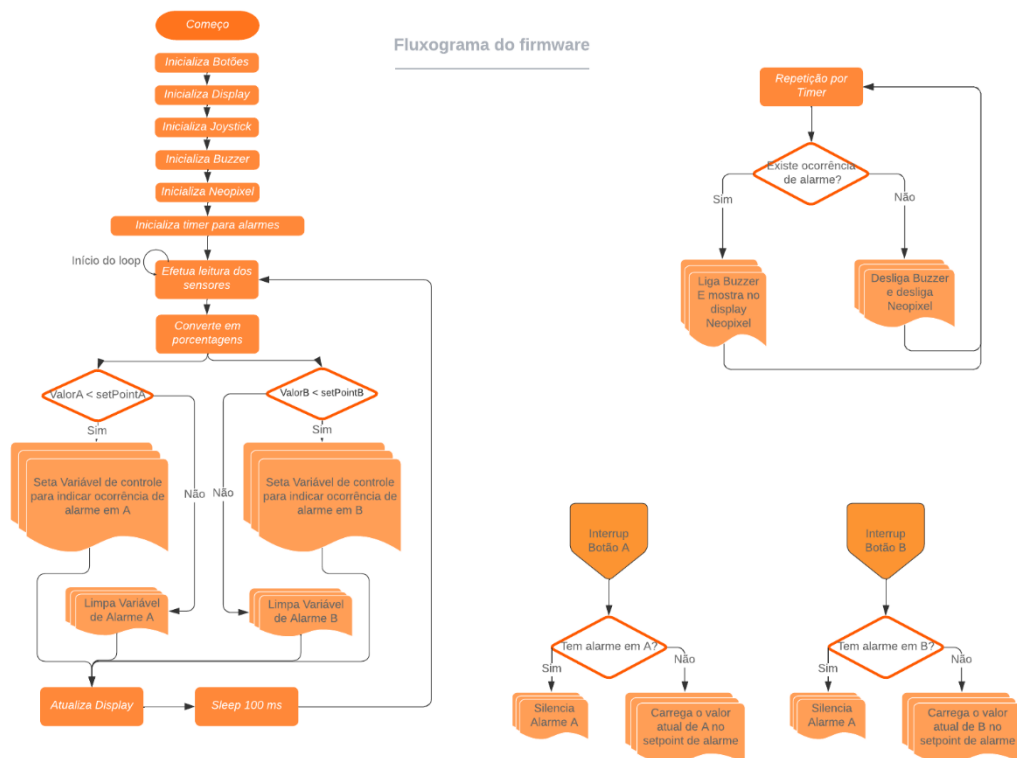 Começo
Fluxograma do firmware
Inicializa Botões
Inicializa Display
Inicializa Joystick
Inicializa Buzzer
Inicializa Neopixel
Inicializa timer para alarmes
Início do loop
Efetua leitura dos
sensores
Converte em
porcentagens
ValorA < setPointA
ValorB < setPointB
Sim
Sim
Seta Variável de controle
para indicar ocorrência de
alarme em A
Não
Não
Seta Variável de controle
para indicar ocorrência de
alarme em B
Limpa Variável
de Alarme A
Limpa Variável
de Alarme B
Atualiza Display
Sleep 100 ms
Repetição por
Timer
Existe ocorrência
de alarme?
Sim
Não
Liga Buzzer
E mostra no
display
Neopixel
Desliga Buzzer
e desliga
Neopixel
Interrup
Botão A
Tem alarme em A?
Sim
Não
Silencia
Alarme A
Carrega o valor
atual de A no
setpoint de alarme
Interrup
Botão B
Tem alarme em B?
Sim
Não
Silencia
Alarme A
Carrega o valor
atual de B no
setpoint de alarme